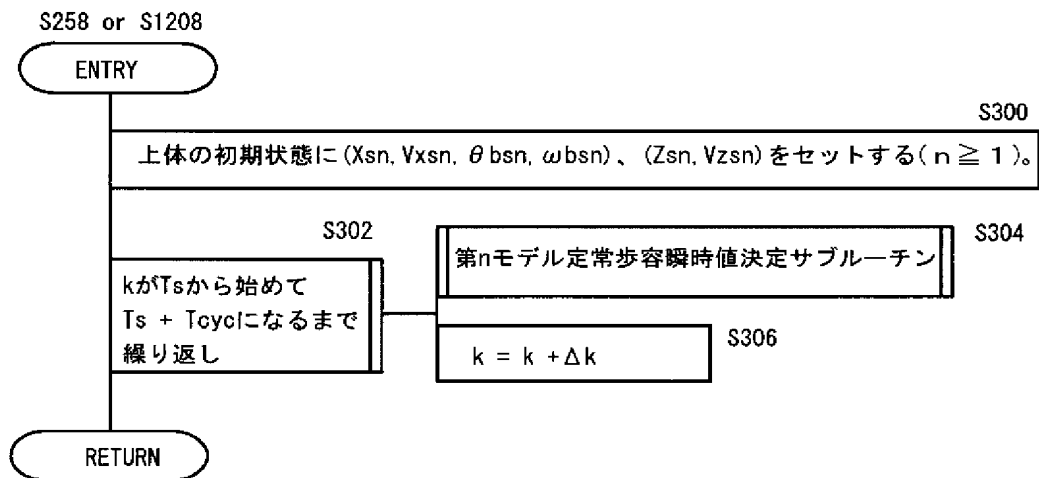 S258 or S1208
ENTRY
S300
上体の初期状態に(Xsn, Vxsn, θbsn, ωbsn)、(Zsn, Vzsn)をセットする(n≧1)。
S302
kがTsから始めて
Ts + Tcycになるまで
繰り返し
S304
第nモデル定常歩容瞬時値決定サブルーチン
S306
k = k +Δk
RETURN